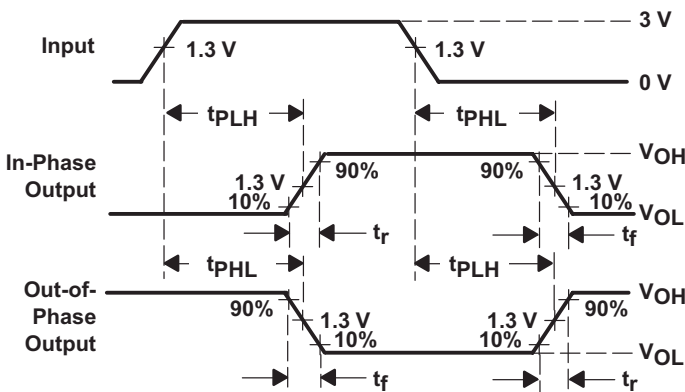 3 V
Input
1.3 V
1.3 V
0 V
tPLH
tPHL
In-Phase
Output
VOH
90%
90%
1.3 V
1.3 V
10%
10%
VOL
tr
tf
tPHL
tPLH
Out-of-
Phase
Output
VOH
90%
90%
1.3 V
1.3 V
10%
10%
VOL
tf
tr